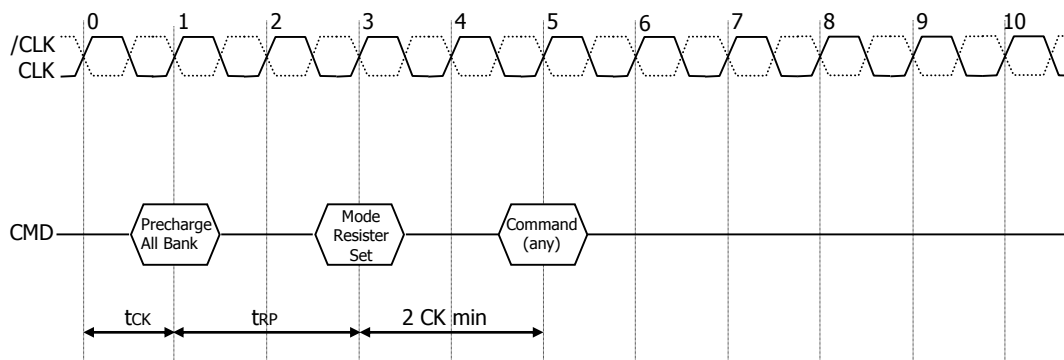 0 1 2 3 4 5 6 7 8 9 10
/CLK
CLK
CMD
Precharge
All Bank
Mode
Resister
Set
Command
(any)
tCK tRP 2 CK min